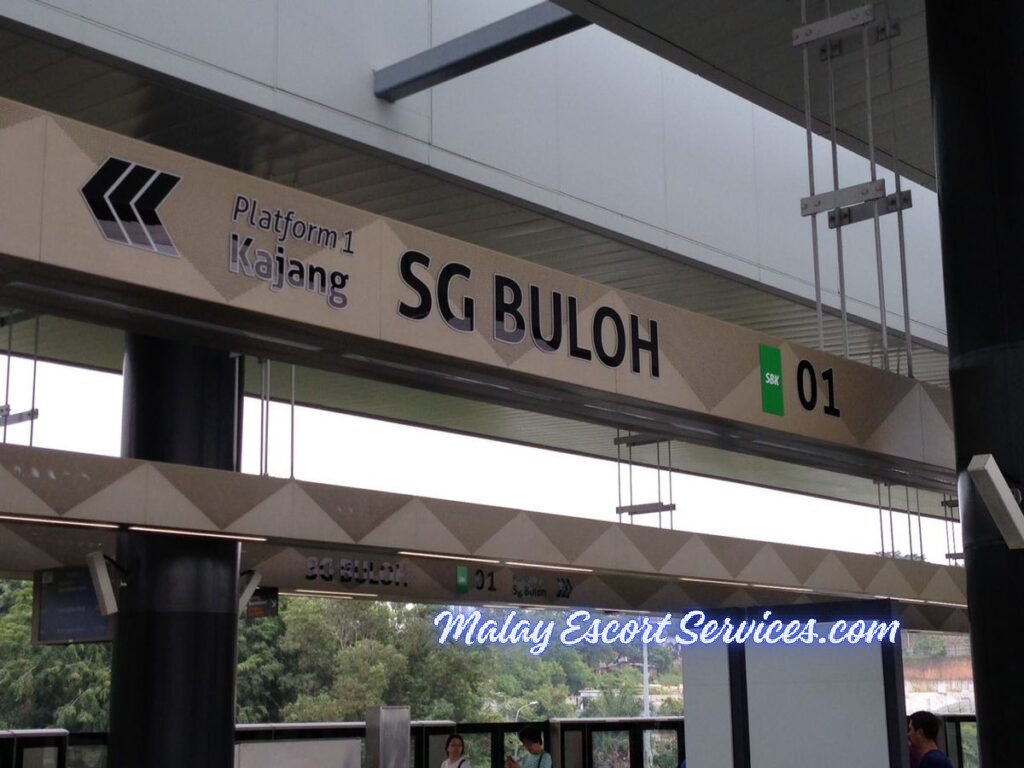 Platform 1
Kajang
SG BULOH
SBK
01
SG BULOH
01
Sg Buloh
Malay Escort Services.com